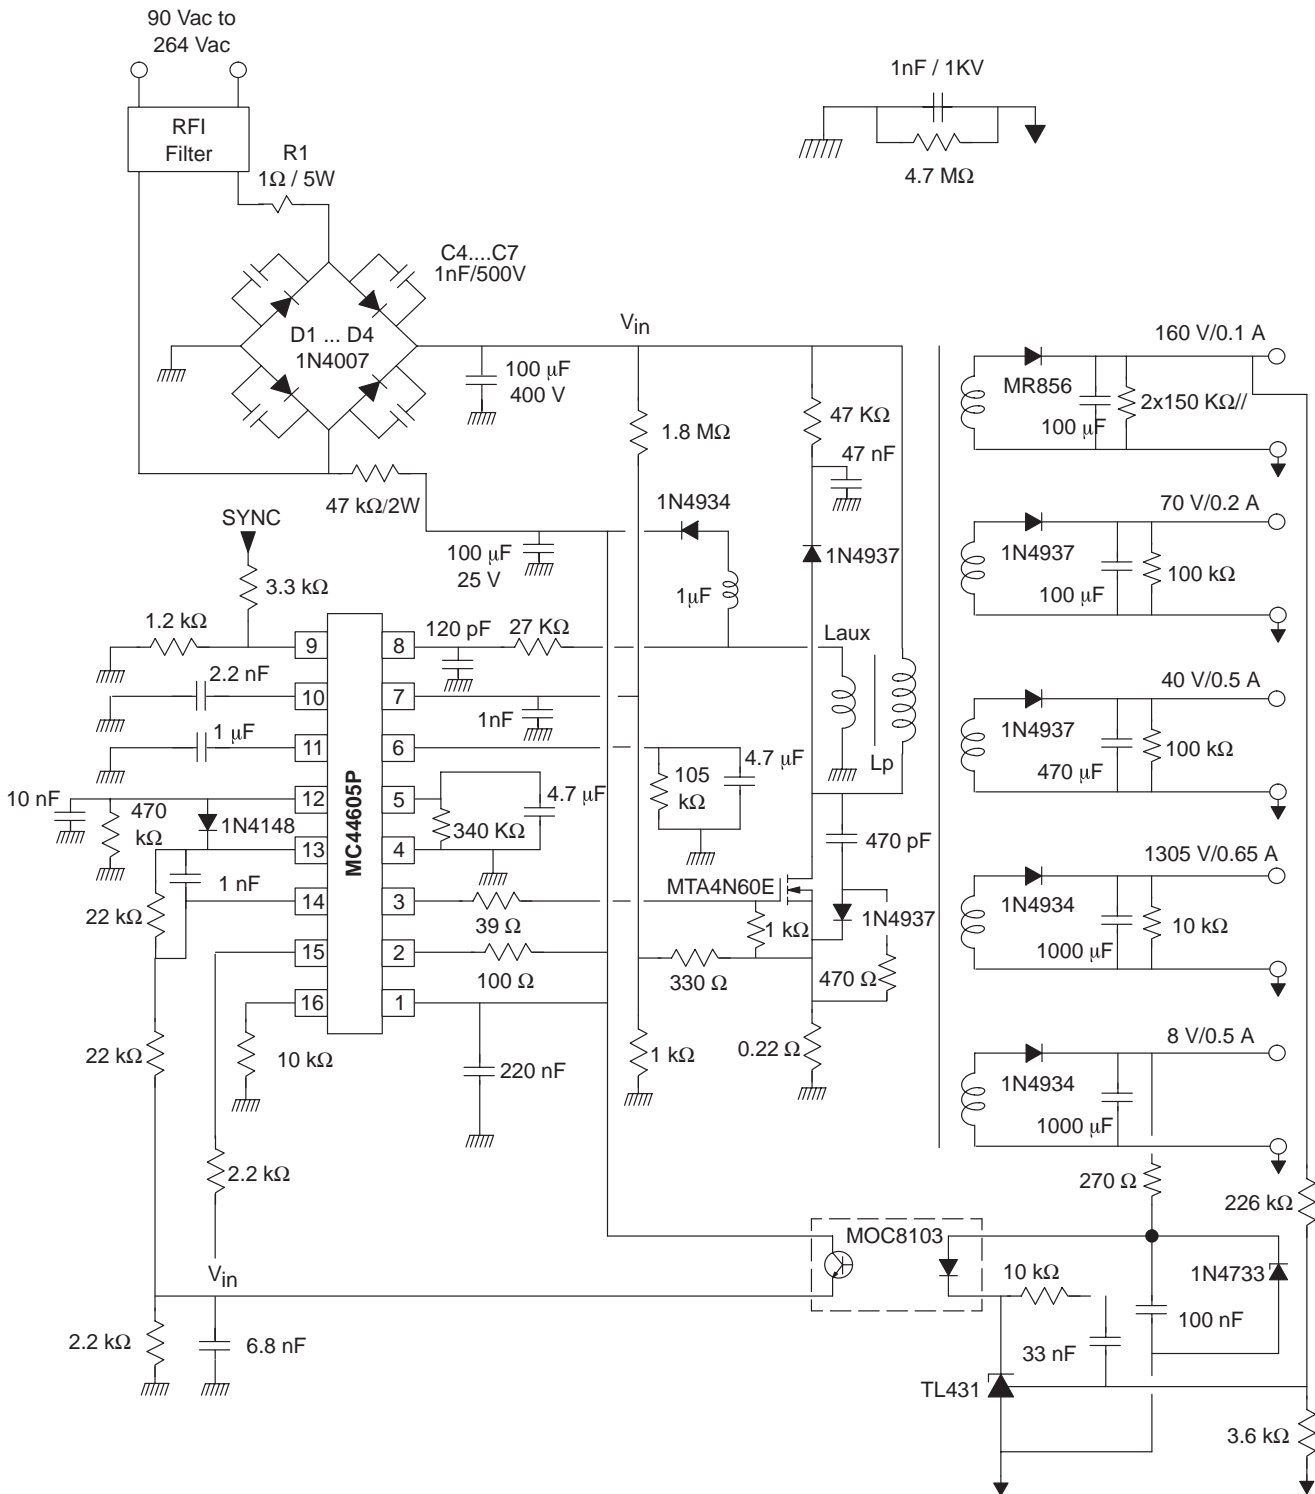 90 Vac to
264 Vac
RFI
Filter
R1
1Ω / 5W
1nF / 1KV
4.7 MΩ
C4....C7
1nF/500V
D1 ... D4
1N4007
Vin
100 µF
400 V
160 V/0.1 A
MR856
100 µF
2x150 KΩ//
47 KΩ
1.8 MΩ
47 nF
47 kΩ/2W
1N4934
70 V/0.2 A
SYNC
3.3 kΩ
100 µF
25 V
1N4937
1N4937
100 µF
100 kΩ
1µF
1.2 kΩ
120 pF
27 KΩ
Laux
9
8
2.2 nF
40 V/0.5 A
10
7
1nF
1 µF
1N4937
470 µF
100 kΩ
11
6
Lp
4.7 µF
105
kΩ
MC44605P
10 nF
470
kΩ
12
5
4.7 µF
1N4148
340 KΩ
470 pF
13
4
1305 V/0.65 A
1 nF
MTA4N60E
14
3
22 kΩ
39 Ω
1 kΩ
1N4937
1N4934
1000 µF
10 kΩ
15
2
100 Ω
330 Ω
470 Ω
16
1
22 kΩ
10 kΩ
220 nF
1 kΩ
0.22 Ω
8 V/0.5 A
1N4934
1000 µF
2.2 kΩ
270 Ω
226 kΩ
MOC8103
Vin
10 kΩ
1N4733
100 nF
2.2 kΩ
6.8 nF
33 nF
TL431
3.6 kΩ